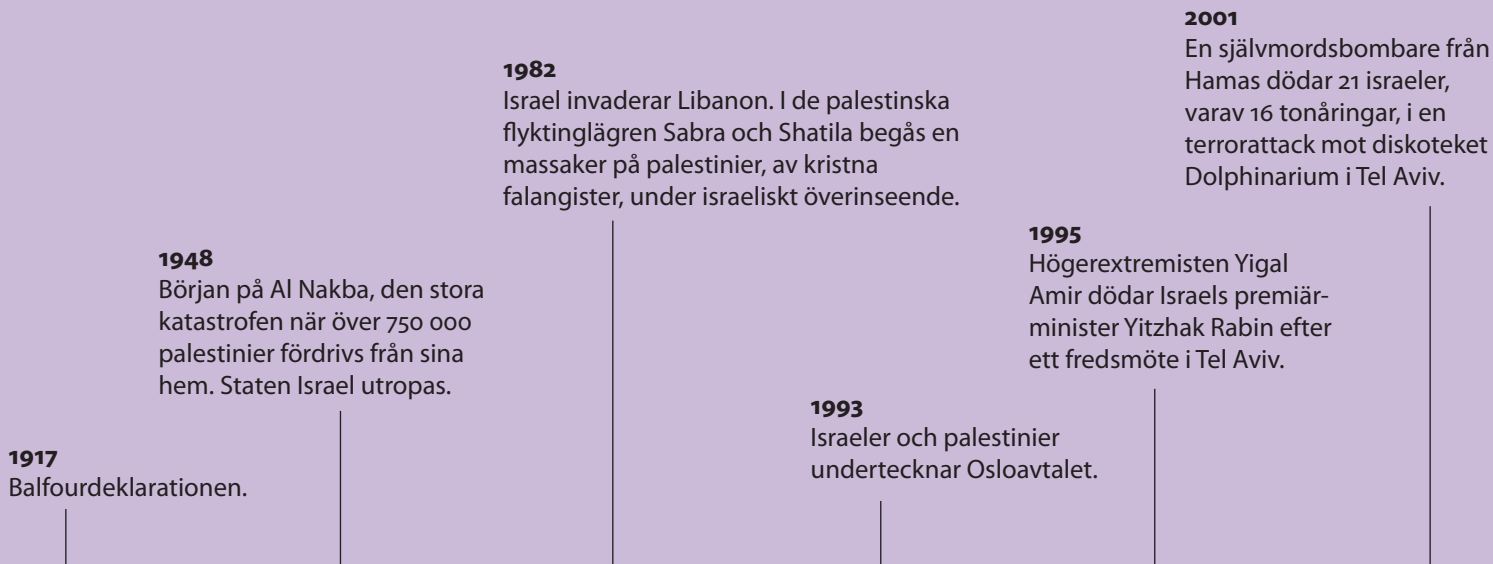 1917
Balfourdeklarationen.
1948
Början på Al Nakba, den stora
katastrofen när över 750 000
palestinier fördrivs från sina
hem. Staten Israel utropas.
1982
Israel invaderar Libanon. I de palestinska
flyktinglägren Sabra och Shatila begås en
massaker på palestinier, av kristna
falangister, under israeliskt överinseende.
1993
Israeler och palestinier
undertecknar Osloavtalet.
1995
Högerextremisten Yigal
Amir dödar Israels premiär-
minister Yitzhak Rabin efter
ett fredsmöte i Tel Aviv.
2001
En självmordsbombare från
Hamas dödar 21 israeler,
varav 16 tonåringar, i en
terrorattack mot diskoteket
Dolphinarium i Tel Aviv.